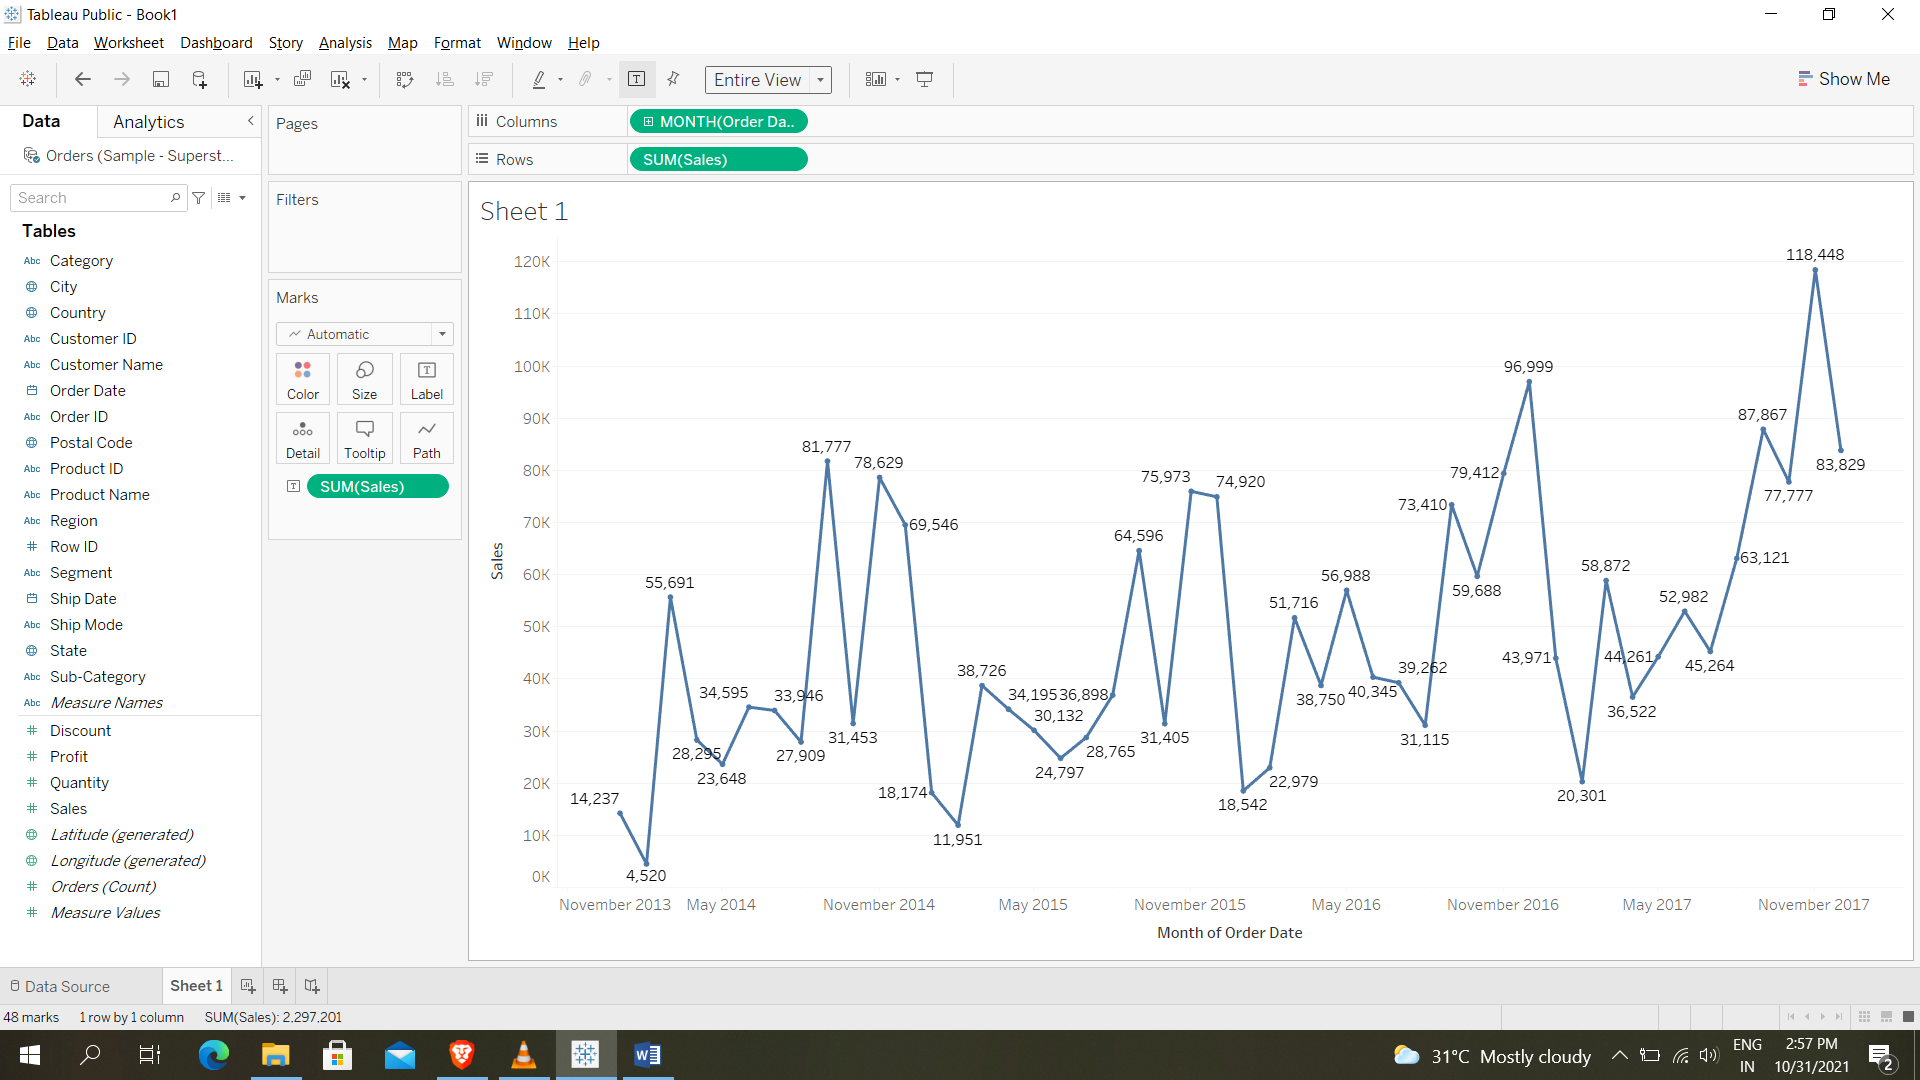 Tableau Public - Book1
File Data Worksheet Dashboard Story Analysis Map Format Window Help
Entire View
Show Me
Data Analytics
Orders (Sample - Superst...
Search
Tables
Abc Category
City
Country
Abc Customer ID
Abc Customer Name
Order Date
Abc Order ID
Postal Code
Abc Product ID
Abc Product Name
Abc Region
# Row ID
Abc Segment
Ship Date
Abc Ship Mode
State
Abc Sub-Category
Abc Measure Names
# Discount
# Profit
# Quantity
# Sales
Latitude (generated)
Longitude (generated)
# Orders (Count)
# Measure Values
Pages
Filters
Marks
Automatic
Color Size Label
Detail Tooltip Path
SUM(Sales)
Columns MONTH(Order Da..
Rows SUM(Sales)
Sheet 1
120K
110K
100K
90K
80K
70K
60K
50K
40K
30K
20K
10K
0K
Sales
14,237
4,520
55,691
28,295
23,648
34,595
33,946
27,909
81,777
31,453
78,629
69,546
18,174
11,951
38,726
34,195
30,132
24,797
28,765
36,898
64,596
31,405
75,973
74,920
18,542
22,979
51,716
38,750
56,988
40,345
39,262
31,115
73,410
59,688
79,412
96,999
43,971
20,301
58,872
36,522
44,261
52,982
45,264
63,121
87,867
77,777
118,448
83,829
November 2013 May 2014 November 2014 May 2015 November 2015 May 2016 November 2016 May 2017 November 2017
Month of Order Date
Data Source Sheet 1
48 marks 1 row by 1 column SUM(Sales): 2,297,201
31°C Mostly cloudy
ENG
IN
2:57 PM
10/31/2021
2